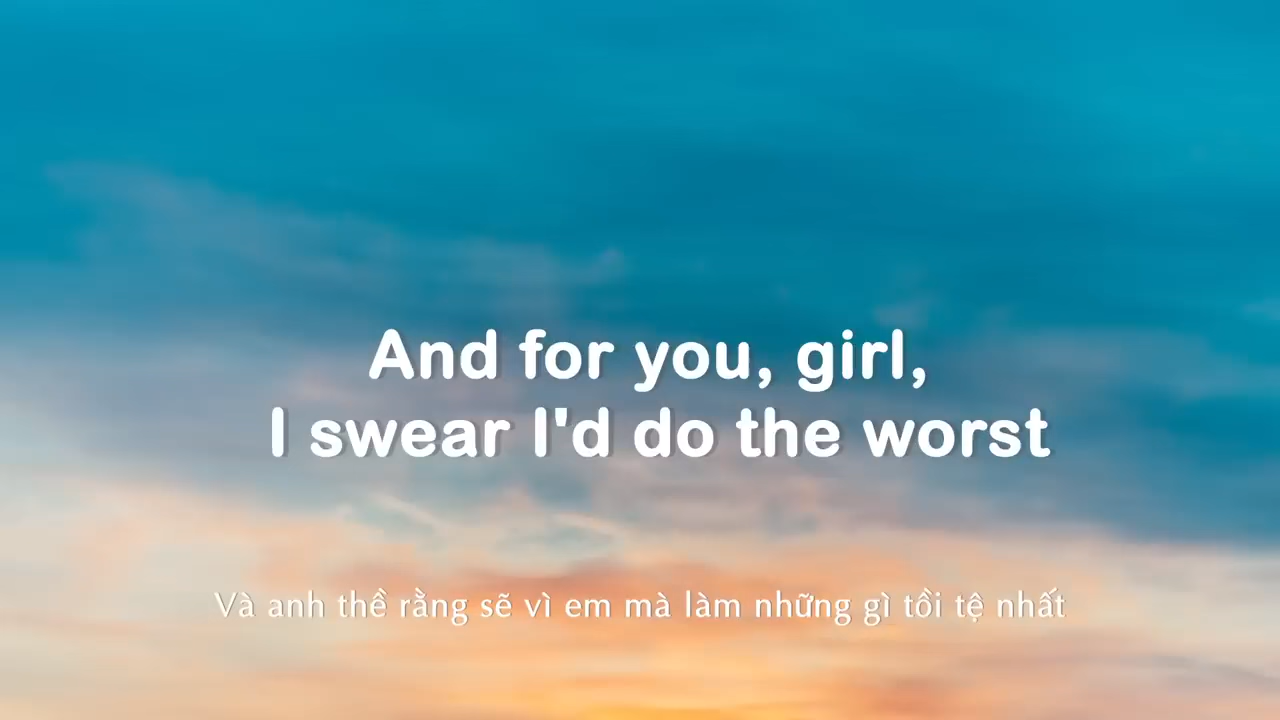 And for you, girl,
I swear I'd do the worst
Và anh thề rằng sẽ vì em mà làm những gì tồi tệ nhất